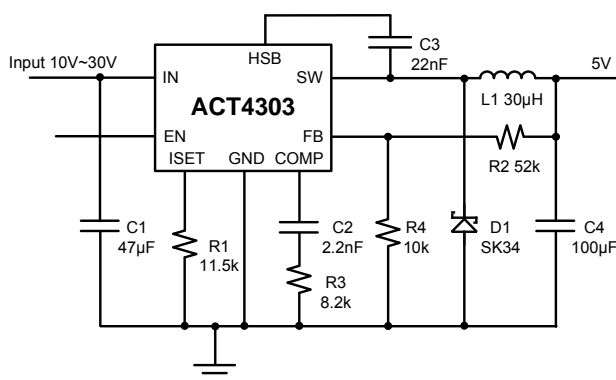 Input 10V~30V
HSB
C3
22nF
IN
SW
5V
ACT4303
L1 30µH
EN
FB
ISET
GND
COMP
R2 52k
C1
47µF
R1
11.5k
C2
2.2nF
R3
8.2k
R4
10k
D1
SK34
C4
100µF